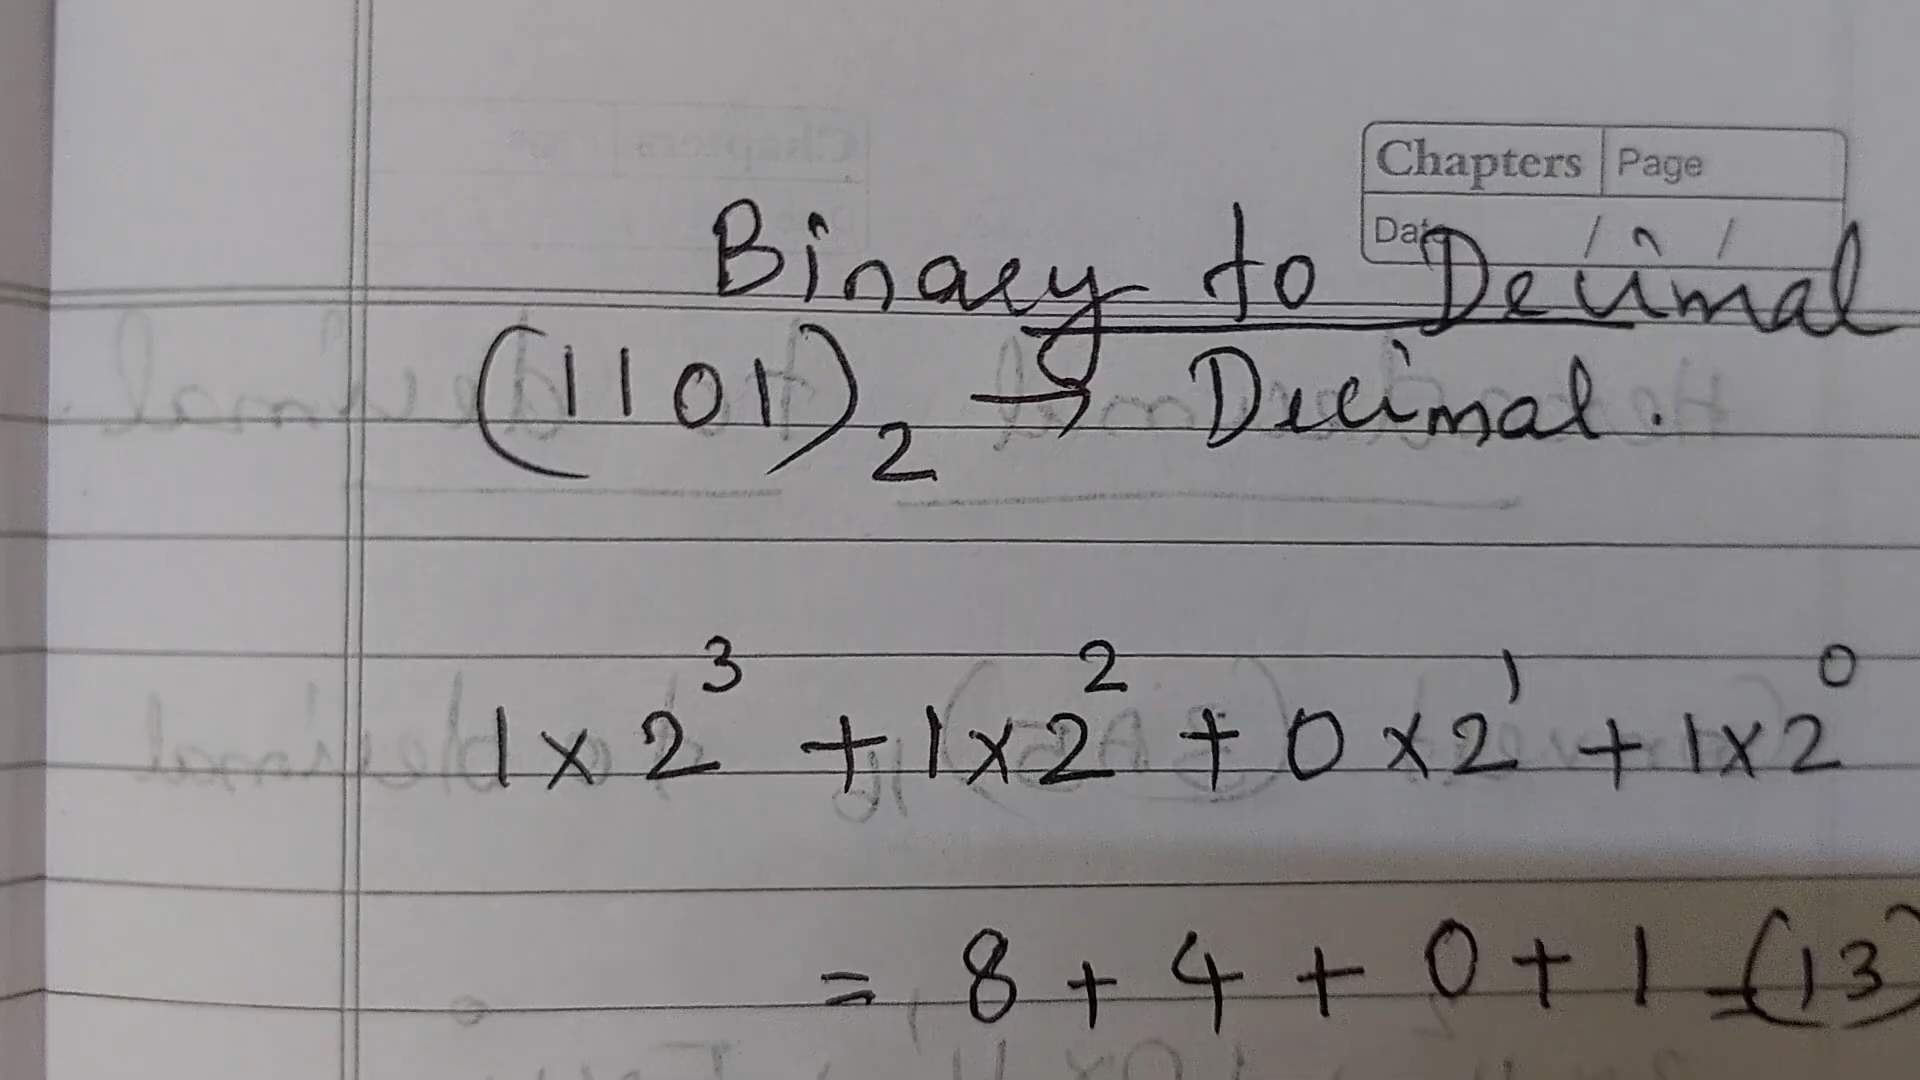 Chapters Page
Date / /
Binary to Decimal
(1101)₂ → Decimal.
1 × 2³ + 1 × 2² + 0 × 2¹ + 1 × 2⁰
= 8 + 4 + 0 + 1 = (13)